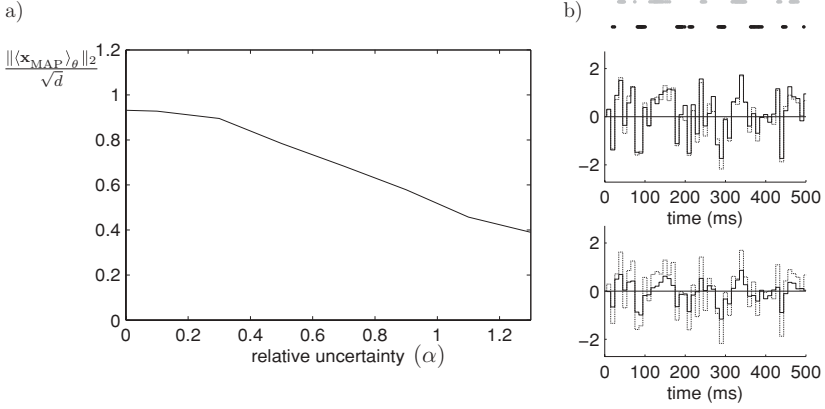 a)
‖⟨x_MAP⟩_θ‖₂
√d
1.2
1
0.8
0.6
0.4
0.2
0
0 0.2 0.4 0.6 0.8 1 1.2
relative uncertainty (α)
b)
2
0
−2
0 100 200 300 400 500
time (ms)
2
0
−2
0 100 200 300 400 500
time (ms)